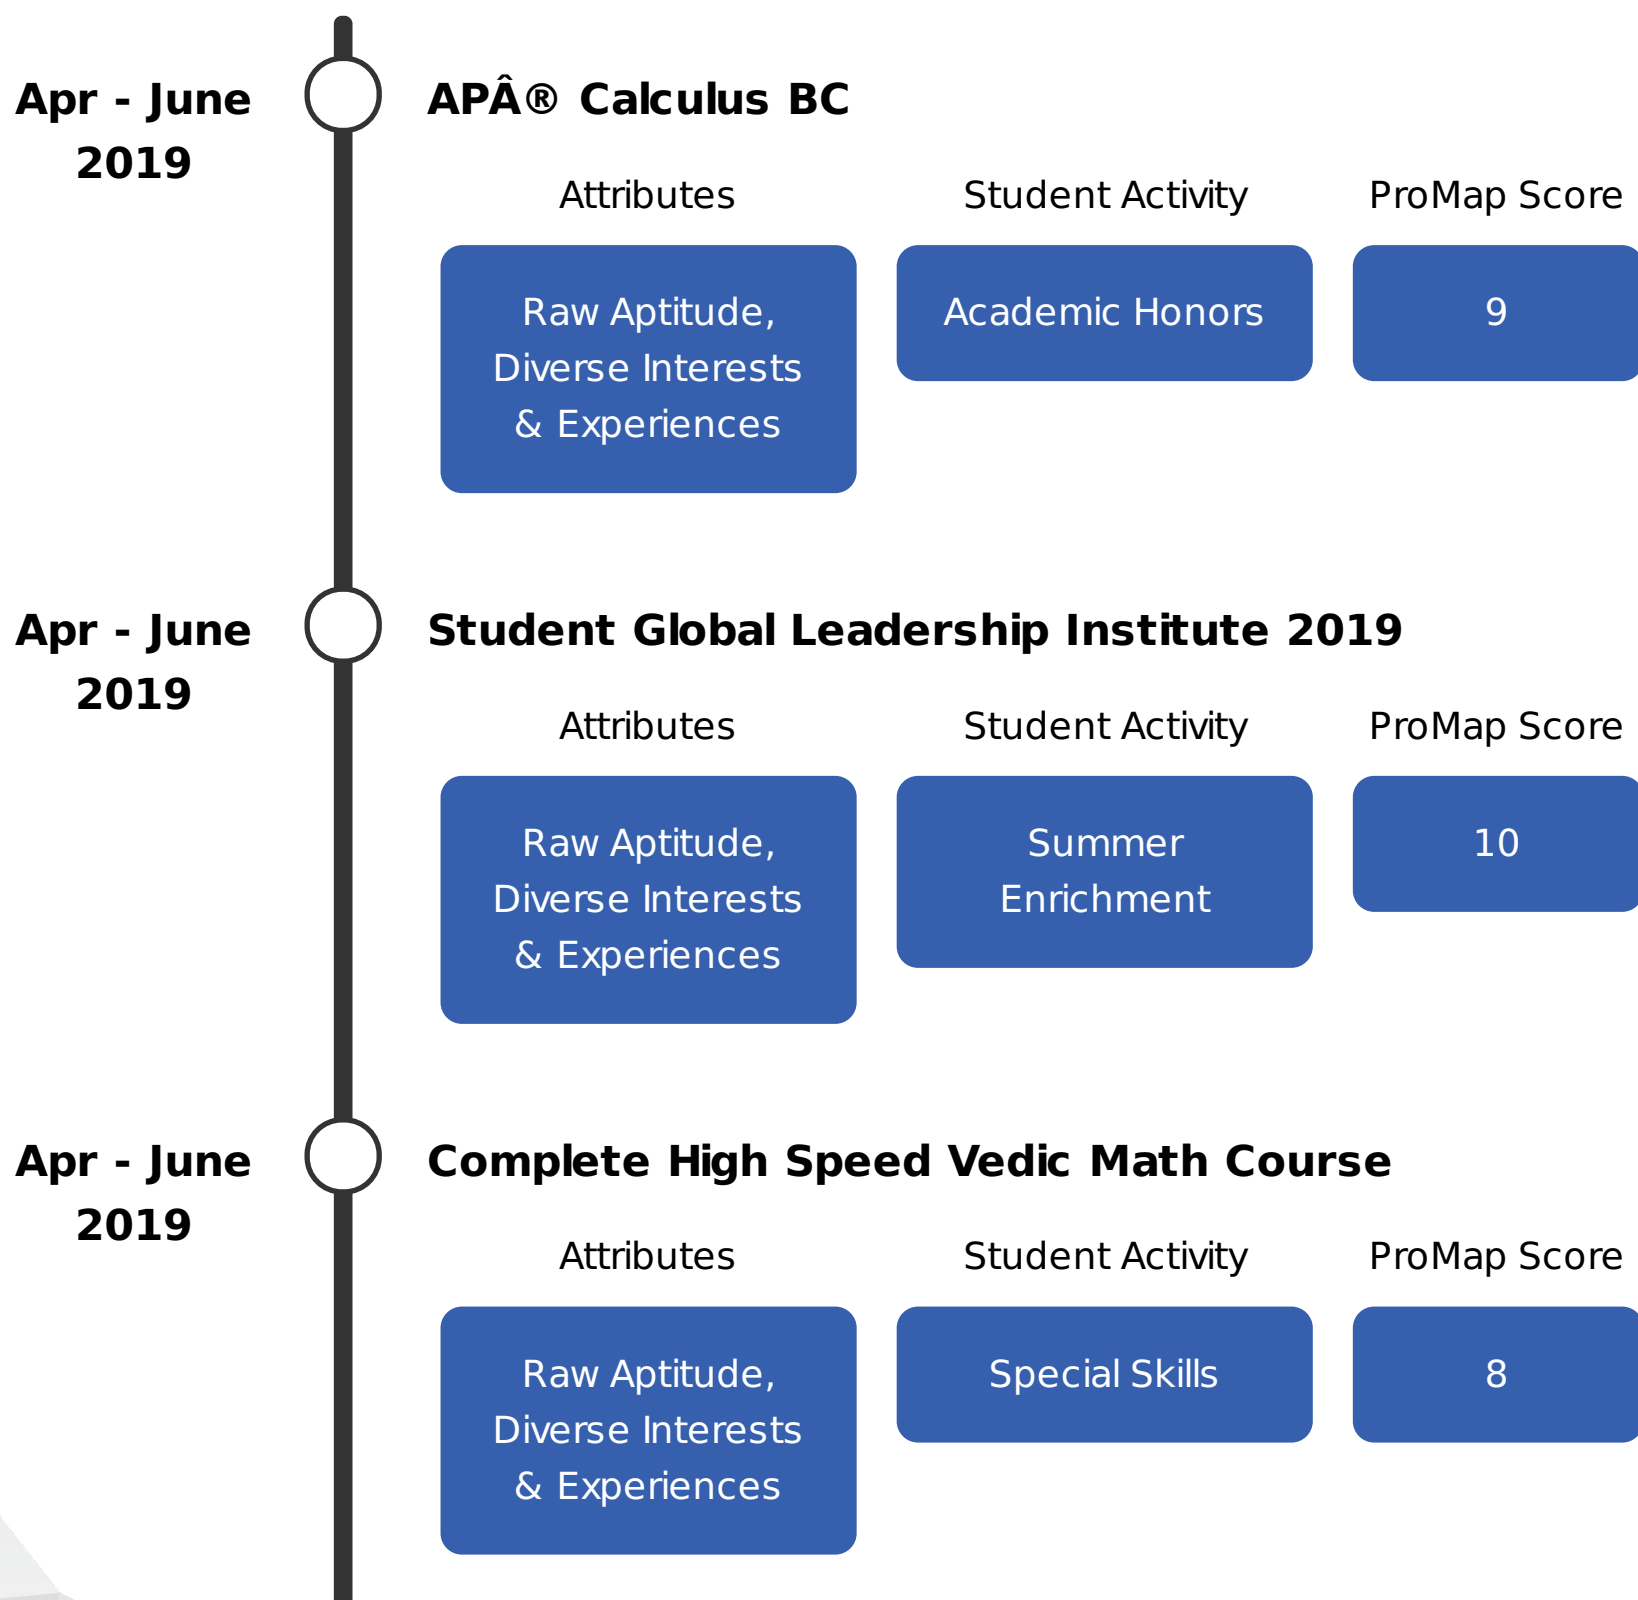 Apr - June
2019
APÂ® Calculus BC
Attributes
Student Activity
ProMap Score
Raw Aptitude,
Diverse Interests
& Experiences
Academic Honors
9
Apr - June
2019
Student Global Leadership Institute 2019
Attributes
Student Activity
ProMap Score
Raw Aptitude,
Diverse Interests
& Experiences
Summer
Enrichment
10
Apr - June
2019
Complete High Speed Vedic Math Course
Attributes
Student Activity
ProMap Score
Raw Aptitude,
Diverse Interests
& Experiences
Special Skills
8